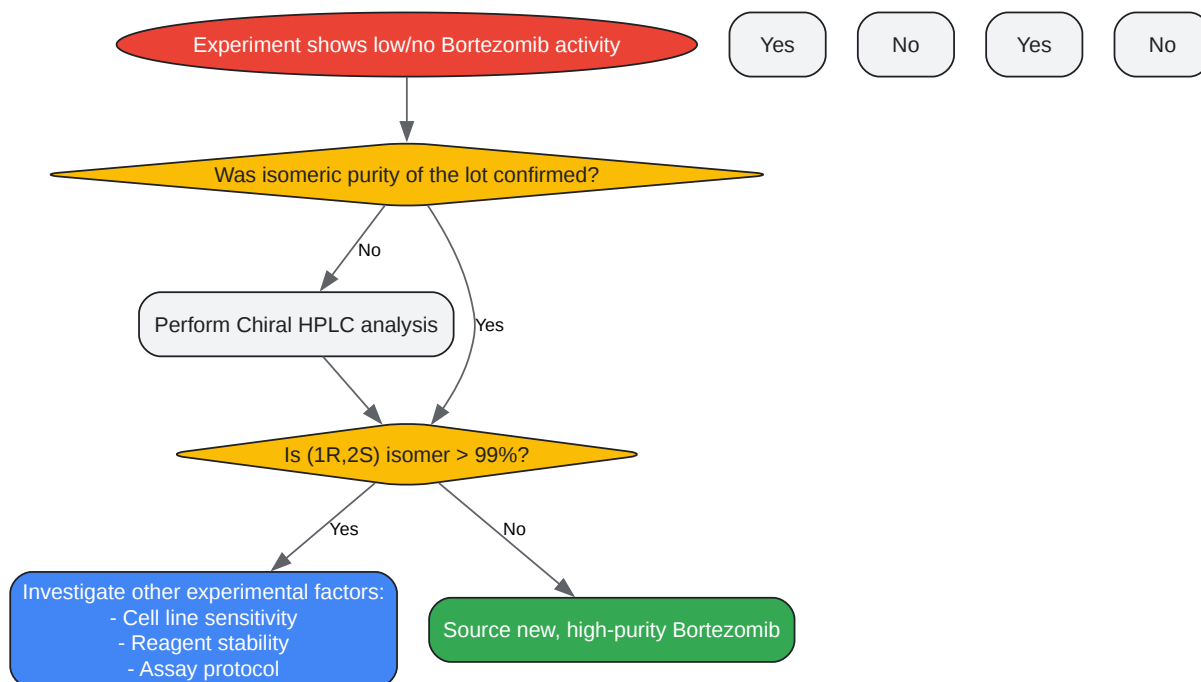 Experiment shows low/no Bortezomib activity
Yes
No
Yes
No
Was isomeric purity of the lot confirmed?
No
Perform Chiral HPLC analysis
Yes
Is (1R,2S) isomer > 99%?
Yes
No
Investigate other experimental factors:
- Cell line sensitivity
- Reagent stability
- Assay protocol
Source new, high-purity Bortezomib